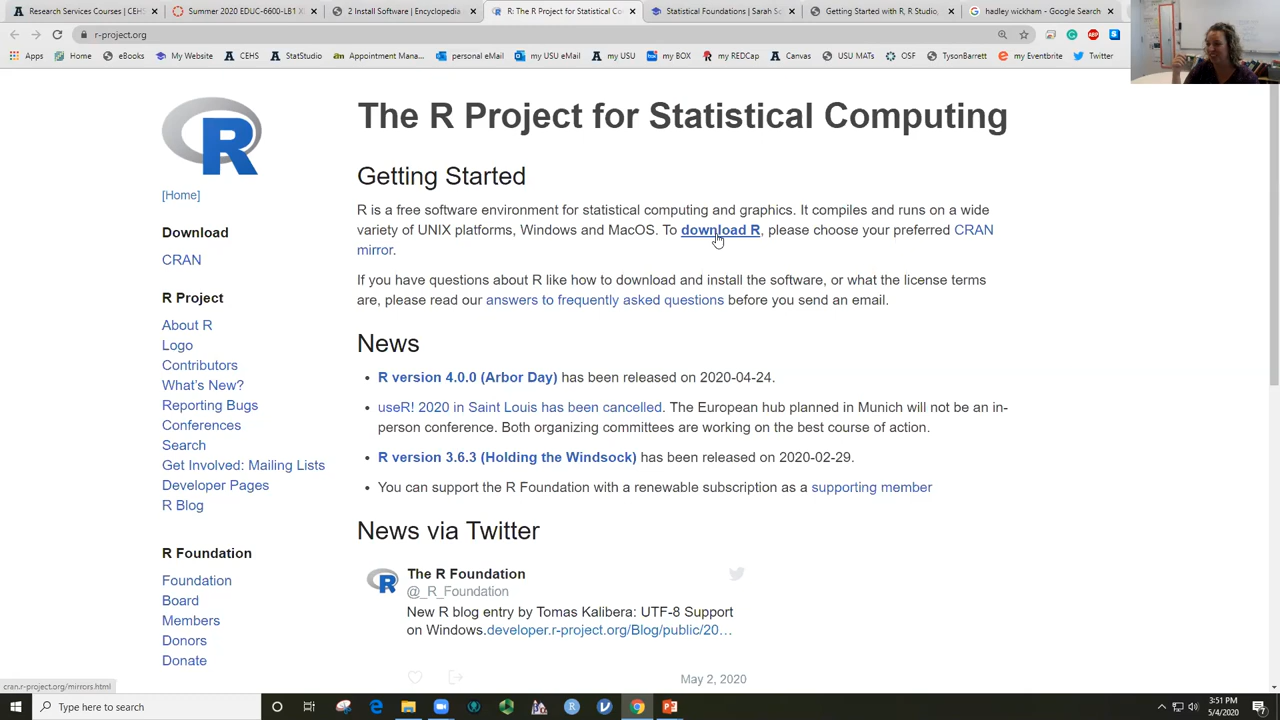 Research Services Courses | CEHS
Summer 2020 EDUC-6600-LB1 X
2 Install Software | Encyclopedia
R: The R Project for Statistical Co
Statistical Foundations | Sarah Sc
Getting Started with R, R Studio,
hadley wickham - Google Search
r-project.org
ABP
Apps
Home
eBooks
My Website
CEHS
StatStudio
Appointment Mana...
personal eMail
my USU eMail
my USU
my BOX
my REDCap
Canvas
USU MATs
OSF
TysonBarrett
my Eventbrite
Twitter
R
The R Project for Statistical Computing
[Home]
Download
CRAN
R Project
About R
Logo
Contributors
What's New?
Reporting Bugs
Conferences
Search
Get Involved: Mailing Lists
Developer Pages
R Blog
R Foundation
Foundation
Board
Members
Donors
Donate
Getting Started
R is a free software environment for statistical computing and graphics. It compiles and runs on a wide
variety of UNIX platforms, Windows and MacOS. To download R, please choose your preferred CRAN
mirror.
If you have questions about R like how to download and install the software, or what the license terms
are, please read our answers to frequently asked questions before you send an email.
News
• R version 4.0.0 (Arbor Day) has been released on 2020-04-24.
• useR! 2020 in Saint Louis has been cancelled. The European hub planned in Munich will not be an in-
person conference. Both organizing committees are working on the best course of action.
• R version 3.6.3 (Holding the Windsock) has been released on 2020-02-29.
• You can support the R Foundation with a renewable subscription as a supporting member
News via Twitter
R
The R Foundation
@_R_Foundation
New R blog entry by Tomas Kalibera: UTF-8 Support
on Windows.developer.r-project.org/Blog/public/20…
May 2, 2020
cran.r-project.org/mirrors.html
Type here to search
3:51 PM
5/4/2020